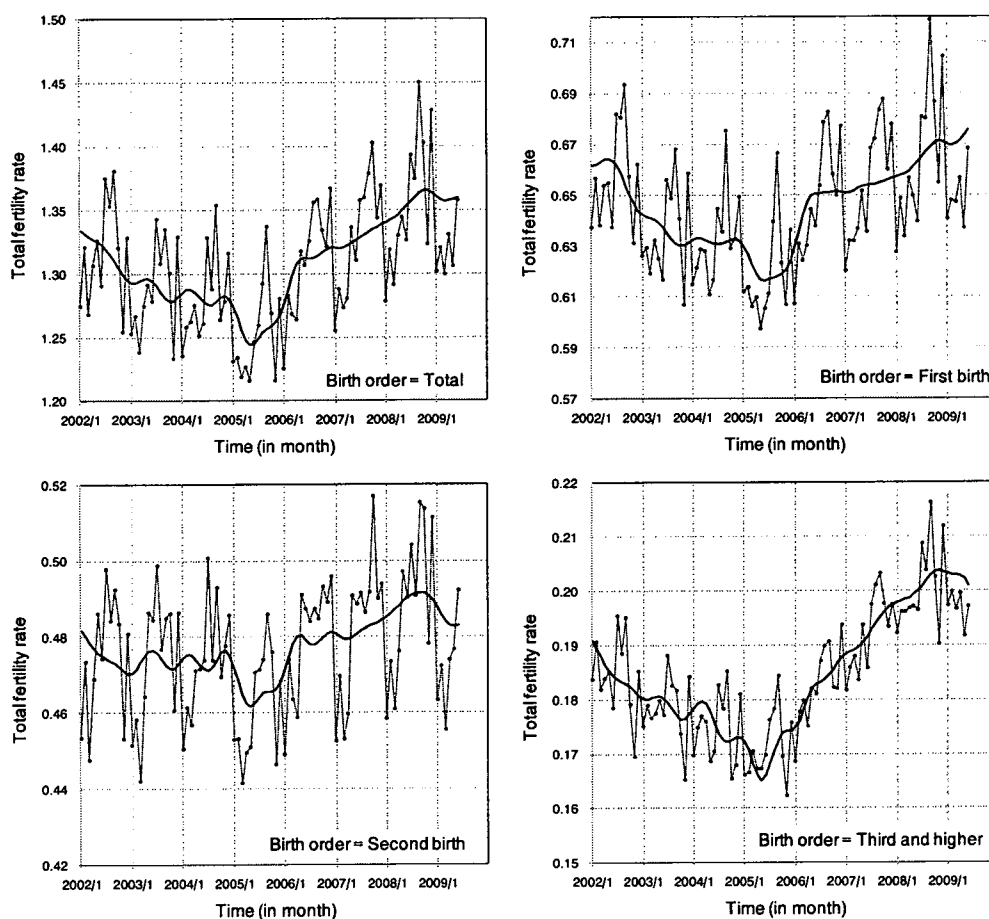 1.50
1.45
1.40
1.35
1.30
1.25
1.20
Total fertility rate
Birth order = Total
2002/1 2003/1 2004/1 2005/1 2006/1 2007/1 2008/1 2009/1
Time (in month)
0.71
0.69
0.67
0.65
0.63
0.61
0.59
0.57
Total fertility rate
Birth order = First birth
2002/1 2003/1 2004/1 2005/1 2006/1 2007/1 2008/1 2009/1
Time (in month)
0.52
0.50
0.48
0.46
0.44
0.42
Total fertility rate
Birth order = Second birth
2002/1 2003/1 2004/1 2005/1 2006/1 2007/1 2008/1 2009/1
Time (in month)
0.22
0.21
0.20
0.19
0.18
0.17
0.16
0.15
Total fertility rate
Birth order = Third and higher
2002/1 2003/1 2004/1 2005/1 2006/1 2007/1 2008/1 2009/1
Time (in month)